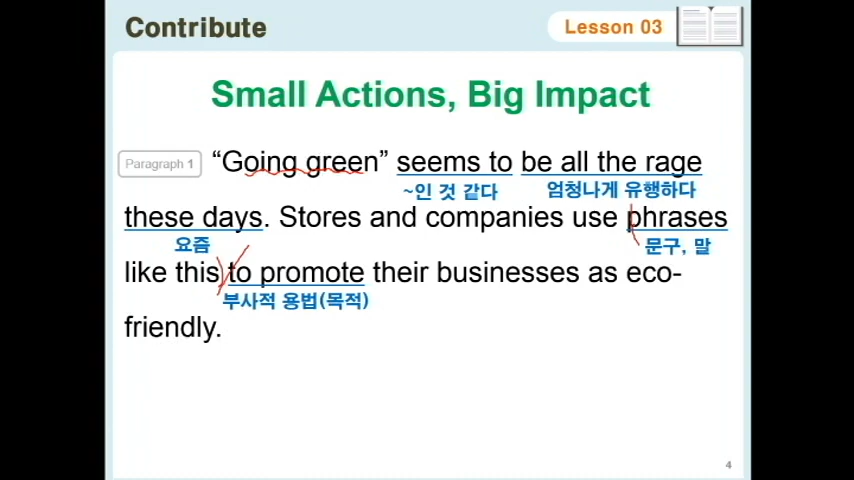 Contribute
Lesson 03
Small Actions, Big Impact
Paragraph 1
“Going green” seems to be all the rage
~인 것 같다 엄청나게 유행하다
these days. Stores and companies use phrases
요즘 문구, 말
like this to promote their businesses as eco-
부사적 용법(목적)
friendly.
4